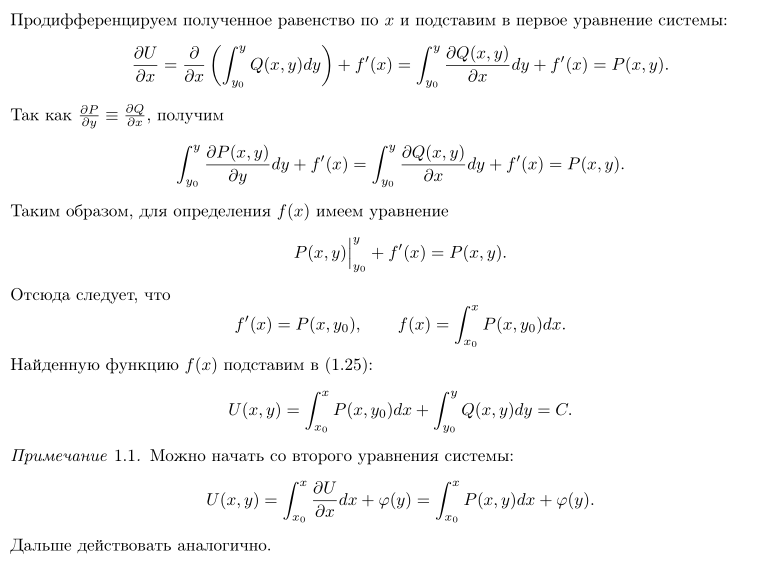 Продифференцируем полученное равенство по $x$ и подставим в первое уравнение системы:
$$\frac{\partial U}{\partial x} = \frac{\partial}{\partial x}\left(\int_{y_0}^{y} Q(x,y)dy\right) + f'(x) = \int_{y_0}^{y} \frac{\partial Q(x,y)}{\partial x}dy + f'(x) = P(x,y).$$
Так как $\frac{\partial P}{\partial y} \equiv \frac{\partial Q}{\partial x}$, получим
$$\int_{y_0}^{y} \frac{\partial P(x,y)}{\partial y}dy + f'(x) = \int_{y_0}^{y} \frac{\partial Q(x,y)}{\partial x}dy + f'(x) = P(x,y).$$
Таким образом, для определения $f(x)$ имеем уравнение
$$P(x,y)\Big|_{y_0}^{y} + f'(x) = P(x,y).$$
Отсюда следует, что
$$f'(x) = P(x,y_0), \qquad f(x) = \int_{x_0}^{x} P(x,y_0)dx.$$
Найденную функцию $f(x)$ подставим в (1.25):
$$U(x,y) = \int_{x_0}^{x} P(x,y_0)dx + \int_{y_0}^{y} Q(x,y)dy = C.$$
Примечание 1.1. Можно начать со второго уравнения системы:
$$U(x,y) = \int_{x_0}^{x} \frac{\partial U}{\partial x}dx + \varphi(y) = \int_{x_0}^{x} P(x,y)dx + \varphi(y).$$
Дальше действовать аналогично.